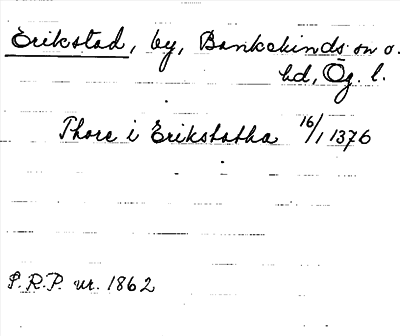 Erikstad, by, Bankekinds sn o.
hd, Ög. l.
Thore i Erikstatha 16/1 1376
S.R.P. nr. 1862